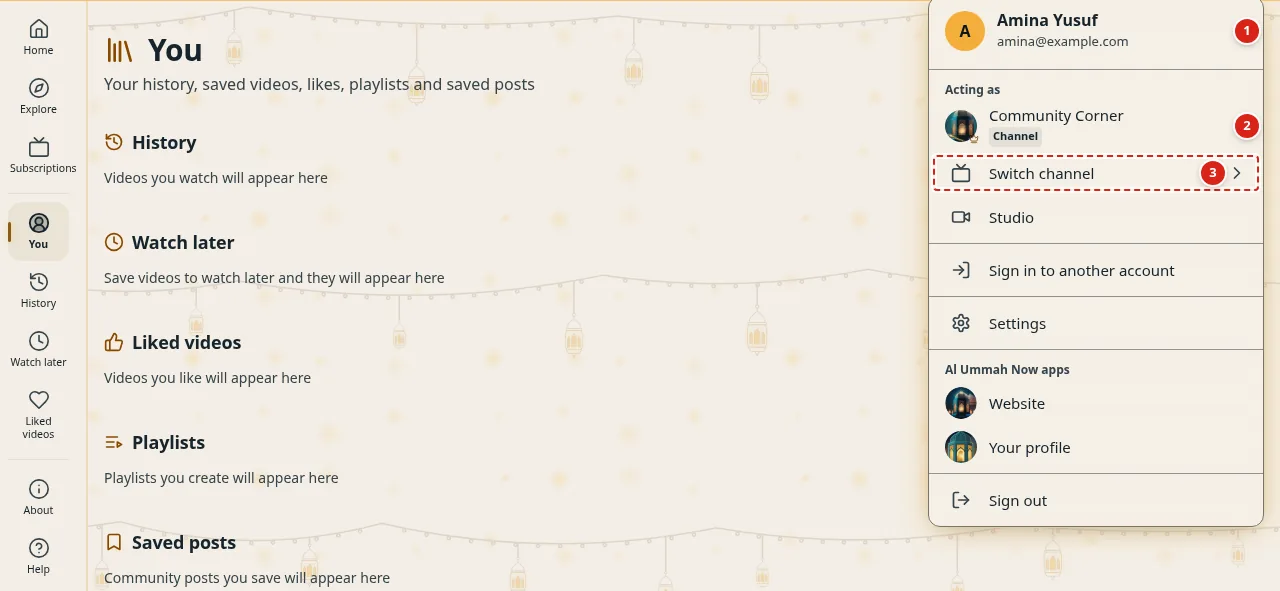 Home
Explore
Subscriptions
You
History
Watch later
Liked
videos
About
Help
You
Your history, saved videos, likes, playlists and saved posts
History
Videos you watch will appear here
Watch later
Save videos to watch later and they will appear here
Liked videos
Videos you like will appear here
Playlists
Playlists you create will appear here
Saved posts
Community posts you save will appear here
A
Amina Yusuf
amina@example.com
1
Acting as
Community Corner
Channel
2
Switch channel
3
Studio
Sign in to another account
Settings
Al Ummah Now apps
Website
Your profile
Sign out